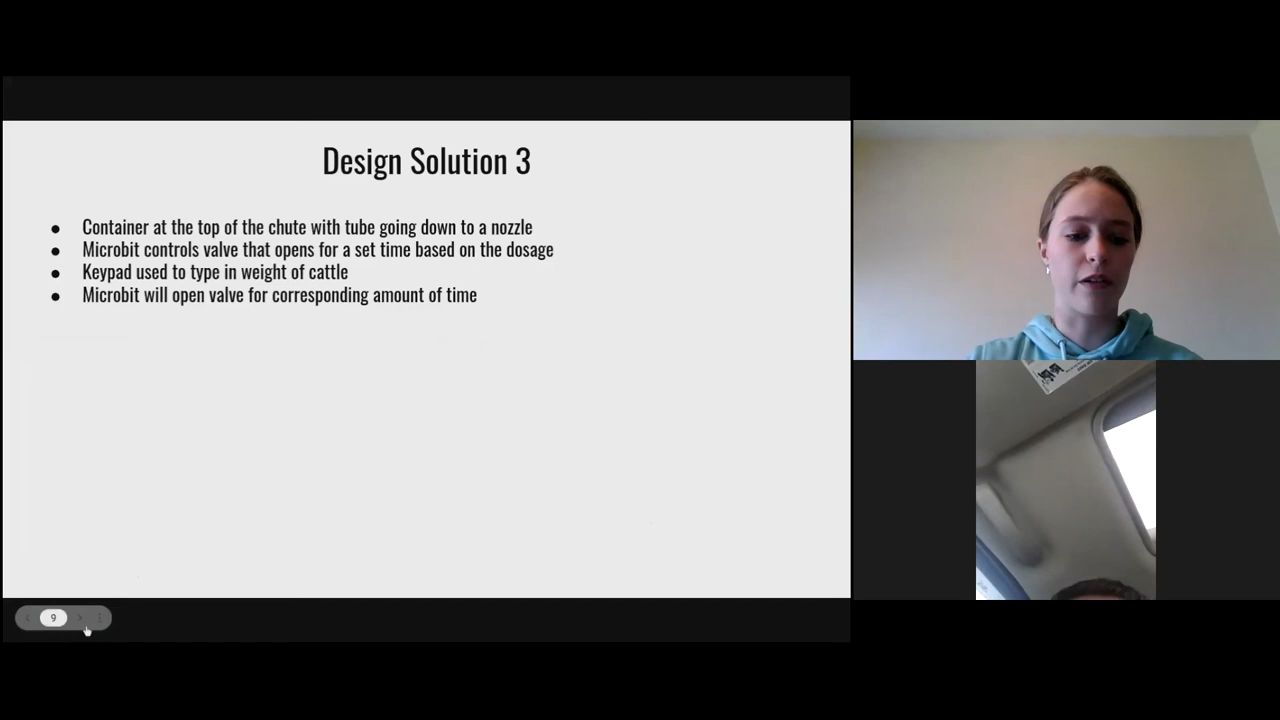 Design Solution 3
● Container at the top of the chute with tube going down to a nozzle
● Microbit controls valve that opens for a set time based on the dosage
● Keypad used to type in weight of cattle
● Microbit will open valve for corresponding amount of time
9